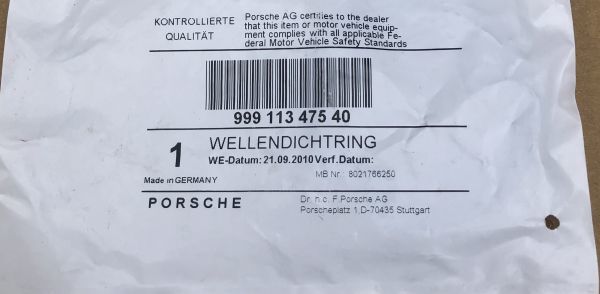 KONTROLLIERTE
QUALITÄT
Porsche AG certifies to the dealer
that this item or motor vehicle equip-
ment complies with all applicable Fe-
deral Motor Vehicle Safety Standards
999 113 475 40
1 WELLENDICHTRING
WE-Datum: 21.09.2010 Verf.Datum:
Made in GERMANY
MB Nr.: 8021766250
PORSCHE
Dr. h.c. F.Porsche AG
Porscheplatz 1,D-70435 Stuttgart